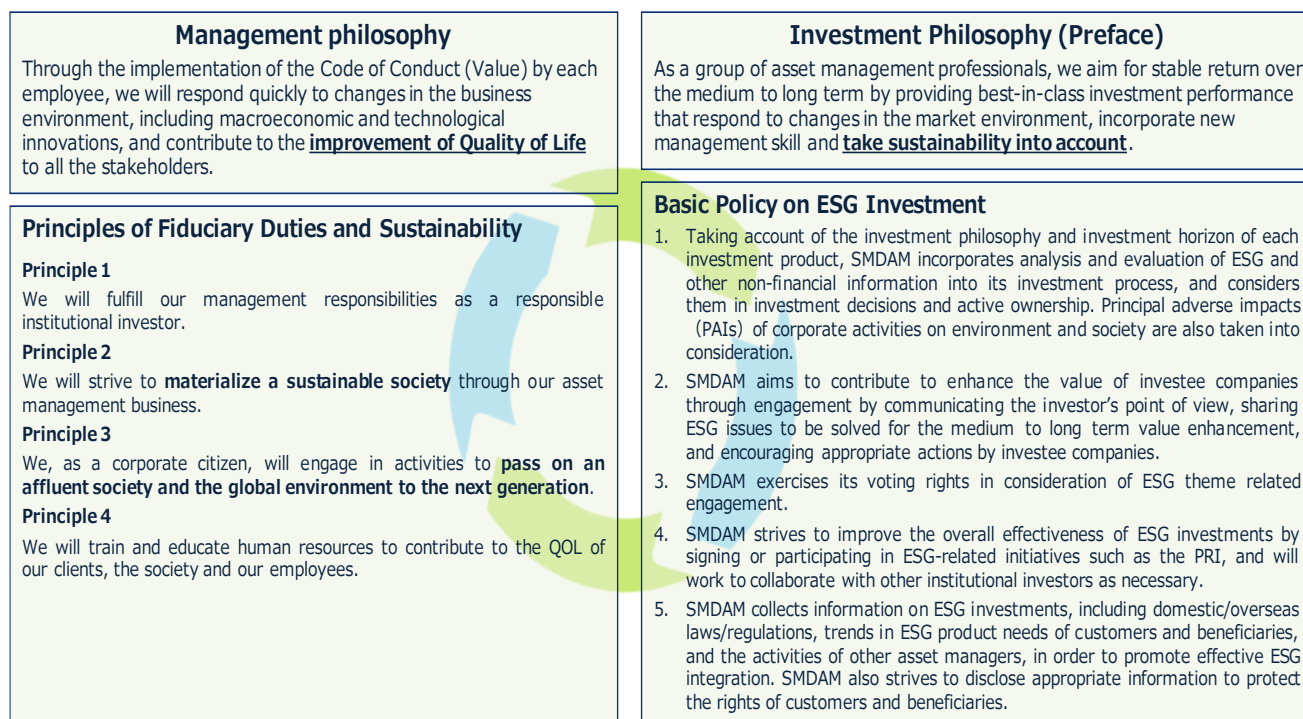 Management philosophy
Through the implementation of the Code of Conduct (Value) by each
employee, we will respond quickly to changes in the business
environment, including macroeconomic and technological
innovations, and contribute to the improvement of Quality of Life
to all the stakeholders.
Principles of Fiduciary Duties and Sustainability
Principle 1
We will fulfill our management responsibilities as a responsible
institutional investor.
Principle 2
We will strive to materialize a sustainable society through our asset
management business.
Principle 3
We, as a corporate citizen, will engage in activities to pass on an
affluent society and the global environment to the next generation.
Principle 4
We will train and educate human resources to contribute to the QOL of
our clients, the society and our employees.
Investment Philosophy (Preface)
As a group of asset management professionals, we aim for stable return over
the medium to long term by providing best-in-class investment performance
that respond to changes in the market environment, incorporate new
management skill and take sustainability into account.
Basic Policy on ESG Investment
1. Taking account of the investment philosophy and investment horizon of each
investment product, SMDAM incorporates analysis and evaluation of ESG and
other non-financial information into its investment process, and considers
them in investment decisions and active ownership. Principal adverse impacts
（PAIs）of corporate activities on environment and society are also taken into
consideration.
2. SMDAM aims to contribute to enhance the value of investee companies
through engagement by communicating the investor's point of view, sharing
ESG issues to be solved for the medium to long term value enhancement,
and encouraging appropriate actions by investee companies.
3. SMDAM exercises its voting rights in consideration of ESG theme related
engagement.
4. SMDAM strives to improve the overall effectiveness of ESG investments by
signing or participating in ESG-related initiatives such as the PRI, and will
work to collaborate with other institutional investors as necessary.
5. SMDAM collects information on ESG investments, including domestic/overseas
laws/regulations, trends in ESG product needs of customers and beneficiaries,
and the activities of other asset managers, in order to promote effective ESG
integration. SMDAM also strives to disclose appropriate information to protect
the rights of customers and beneficiaries.